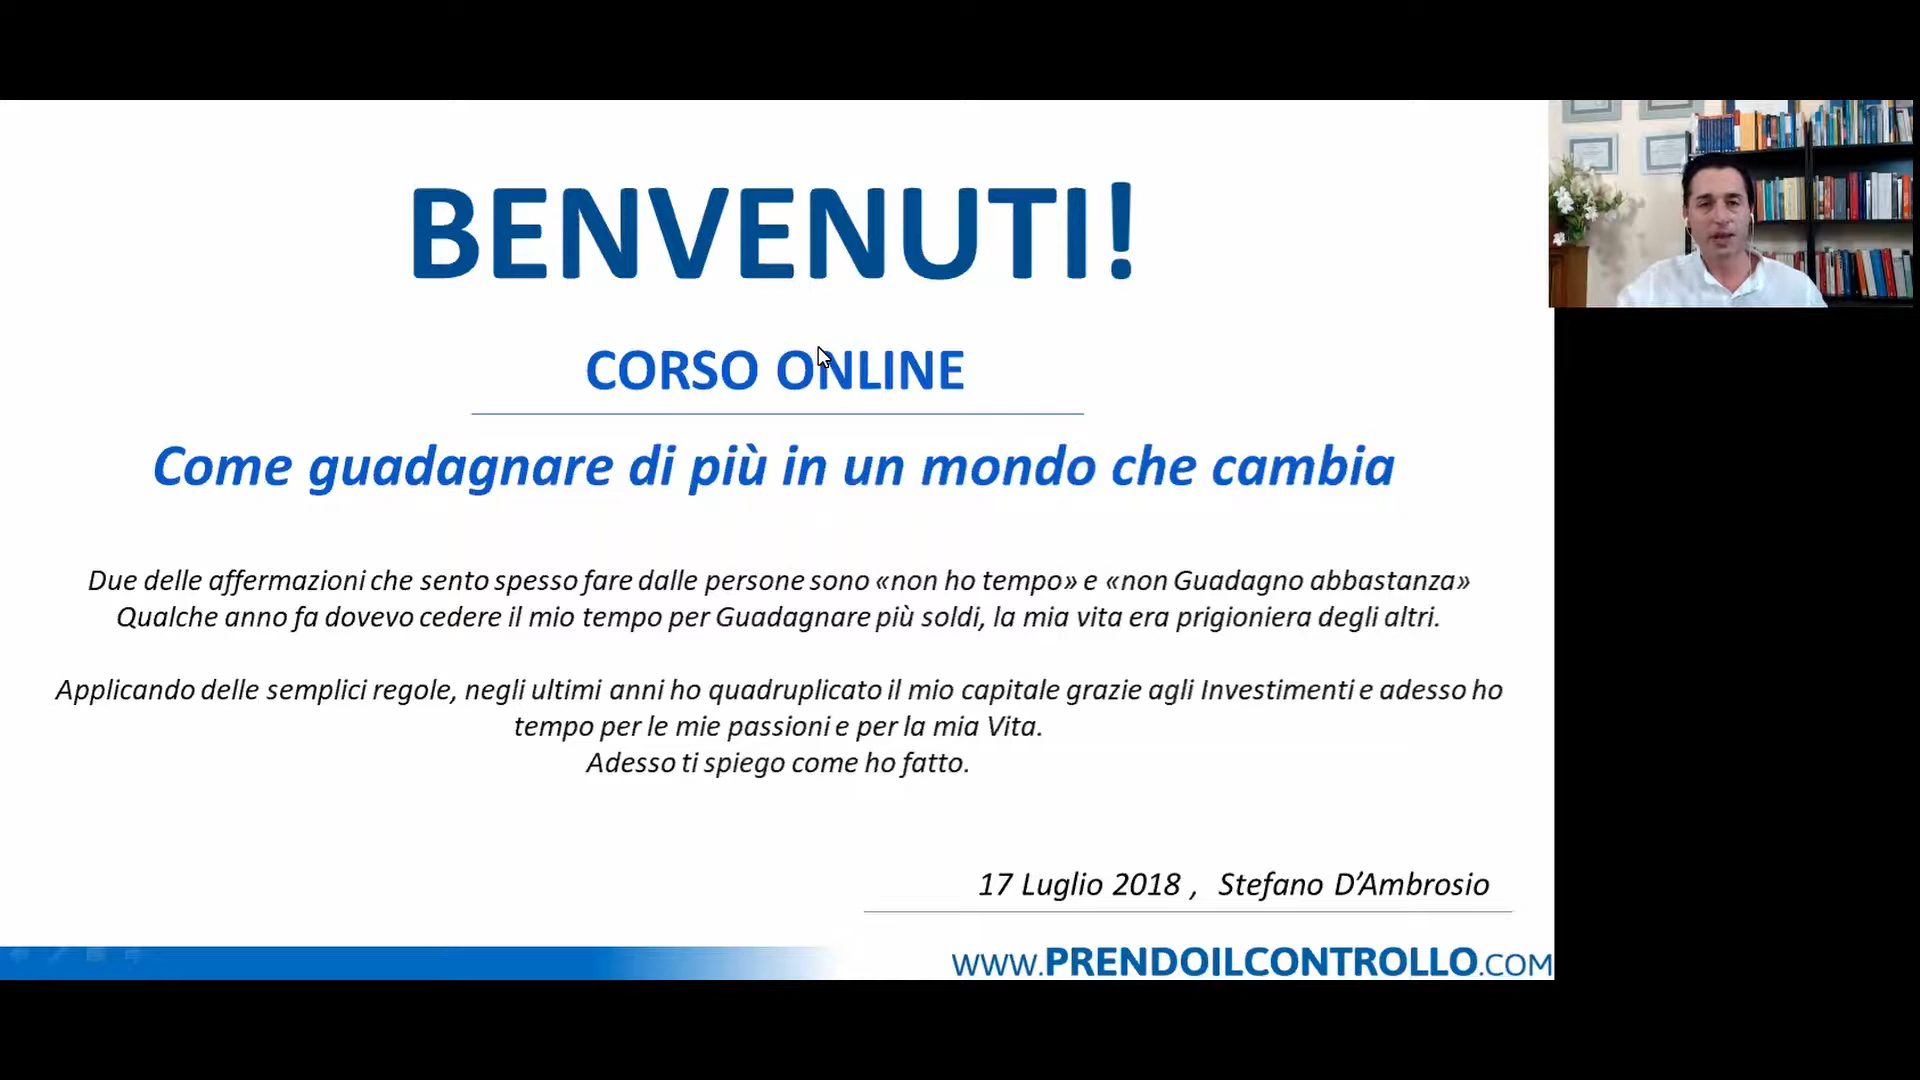 BENVENUTI!
CORSO ONLINE
Come guadagnare di più in un mondo che cambia
Due delle affermazioni che sento spesso fare dalle persone sono «non ho tempo» e «non Guadagno abbastanza»
Qualche anno fa dovevo cedere il mio tempo per Guadagnare più soldi, la mia vita era prigioniera degli altri.
Applicando delle semplici regole, negli ultimi anni ho quadruplicato il mio capitale grazie agli Investimenti e adesso ho
tempo per le mie passioni e per la mia Vita.
Adesso ti spiego come ho fatto.
17 Luglio 2018 , Stefano D’Ambrosio
WWW.PRENDOILCONTROLLO.COM